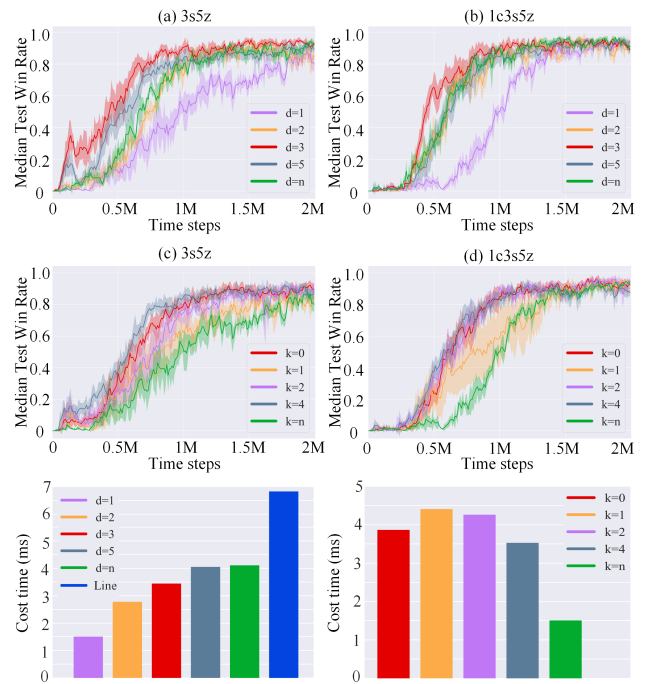 (a) 3s5z
(b) 1c3s5z
Median Test Win Rate
1.0
0.8
0.6
0.4
0.2
0
d=1
d=2
d=3
d=5
d=n
0
0.5M
1M
1.5M
2M
Time steps
Median Test Win Rate
1.0
0.8
0.6
0.4
0.2
0
d=1
d=2
d=3
d=5
d=n
0
0.5M
1M
1.5M
2M
Time steps
(c) 3s5z
(d) 1c3s5z
Median Test Win Rate
1.0
0.8
0.6
0.4
0.2
0
k=0
k=1
k=2
k=4
k=n
0
0.5M
1M
1.5M
2M
Time steps
Median Test Win Rate
1.0
0.8
0.6
0.4
0.2
0
k=0
k=1
k=2
k=4
k=n
0
0.5M
1M
1.5M
2M
Time steps
Cost time (ms)
7
6
5
4
3
2
1
0
d=1
d=2
d=3
d=5
d=n
Line
Cost time (ms)
5
4
3
2
1
0
k=0
k=1
k=2
k=4
k=n